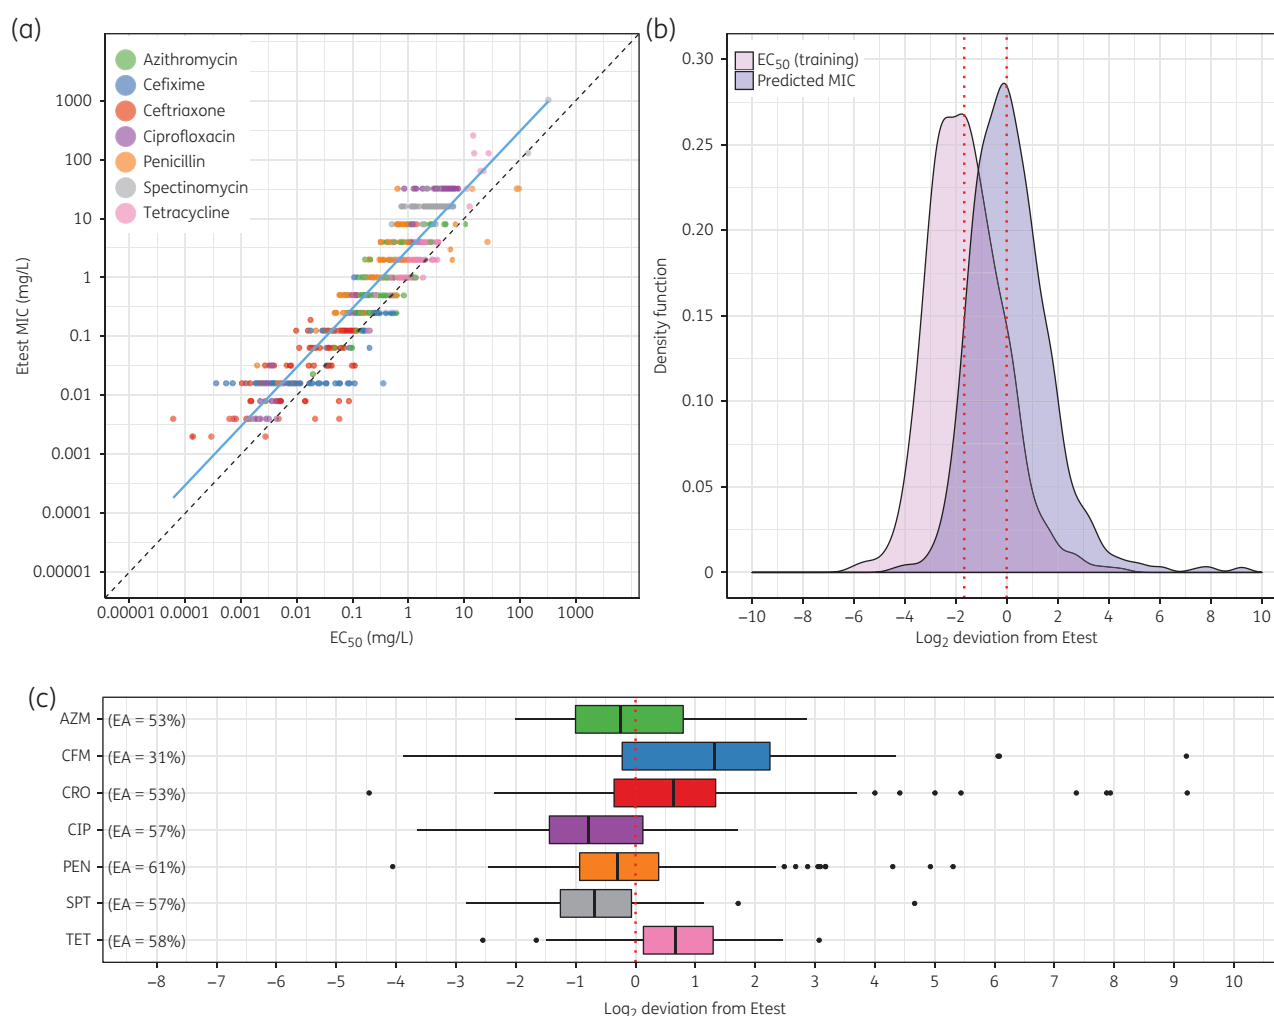 (a)
Azithromycin
Cefixime
Ceftriaxone
Ciprofloxacin
Penicillin
Spectinomycin
Tetracycline
Etest MIC (mg/L)
1000
100
10
1
0.1
0.01
0.001
0.0001
0.00001
0.00001 0.0001 0.001 0.01 0.1 1 10 100 1000
EC50 (mg/L)
(b)
EC50 (training)
Predicted MIC
Density function
0.30
0.25
0.20
0.15
0.10
0.05
0
−10 −8 −6 −4 −2 0 2 4 6 8 10
Log2 deviation from Etest
(c)
AZM (EA = 53%)
CFM (EA = 31%)
CRO (EA = 53%)
CIP (EA = 57%)
PEN (EA = 61%)
SPT (EA = 57%)
TET (EA = 58%)
−8 −7 −6 −5 −4 −3 −2 −1 0 1 2 3 4 5 6 7 8 9 10
Log2 deviation from Etest